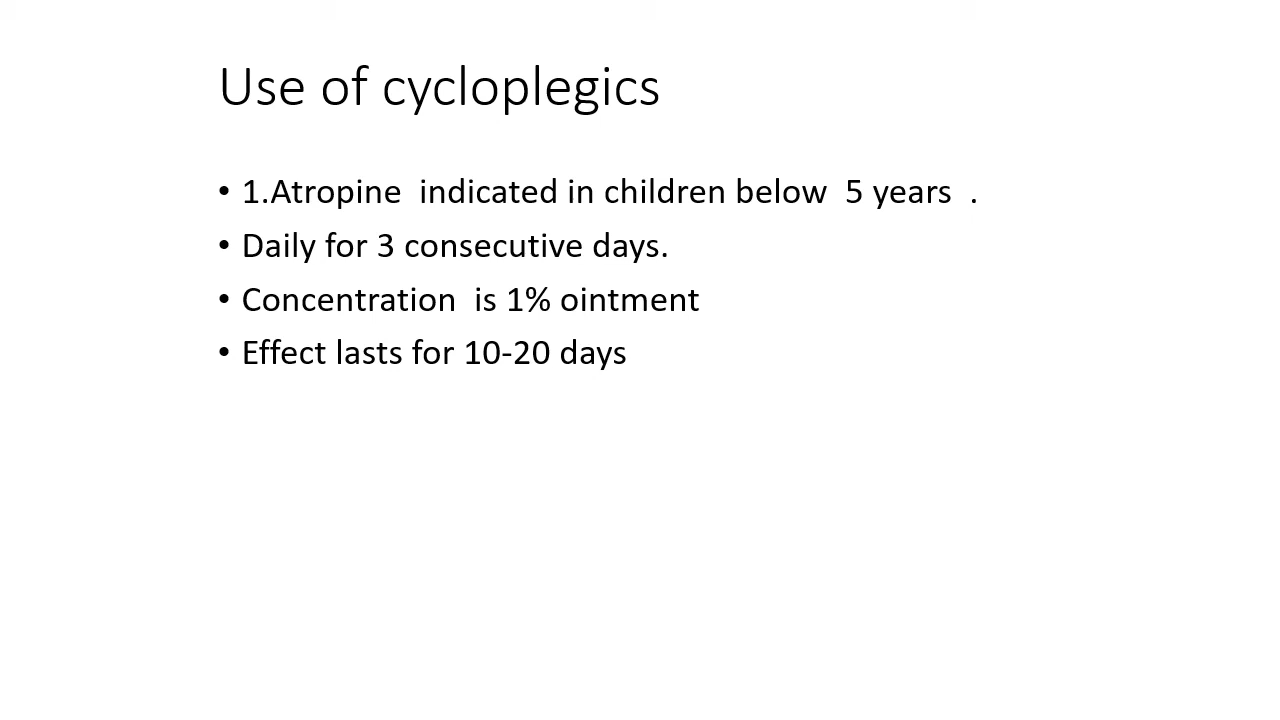 Use of cycloplegics
• 1.Atropine  indicated in children below  5 years  .
• Daily for 3 consecutive days.
• Concentration  is 1% ointment
• Effect lasts for 10-20 days